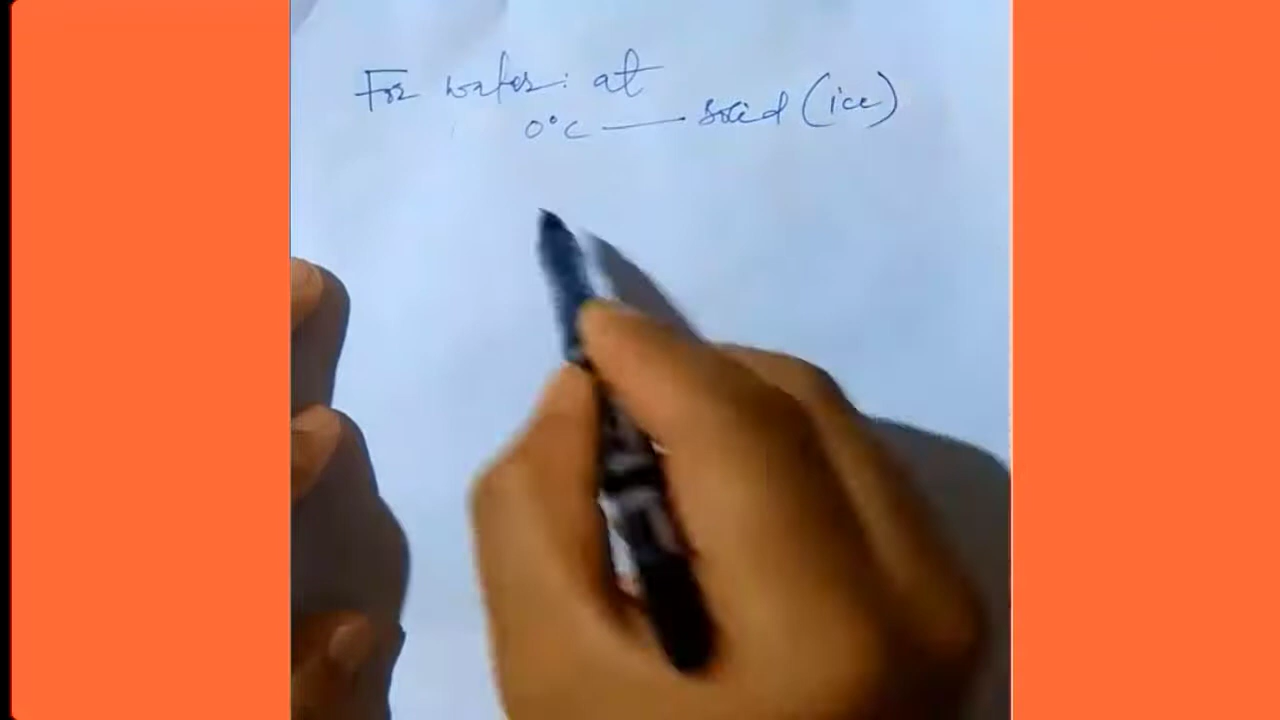 For water: at
0°C — solid (ice)